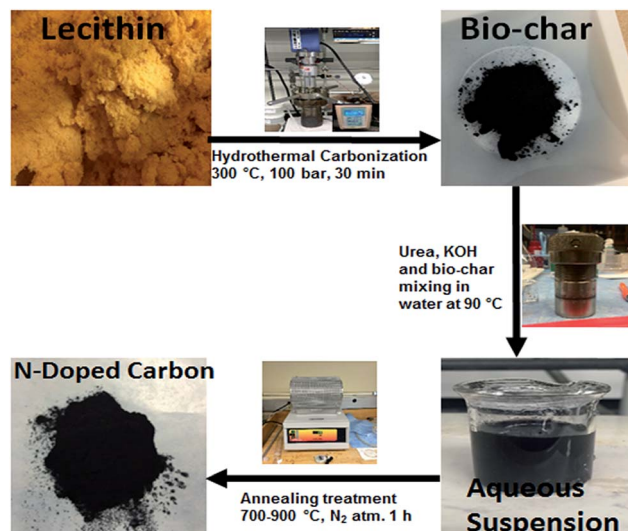 Lecithin
Bio-char
Hydrothermal Carbonization
300 °C, 100 bar, 30 min
Urea, KOH
and bio-char
mixing in
water at 90 °C
N-Doped Carbon
Annealing treatment
700-900 °C, N₂ atm. 1 h
Aqueous
Suspension